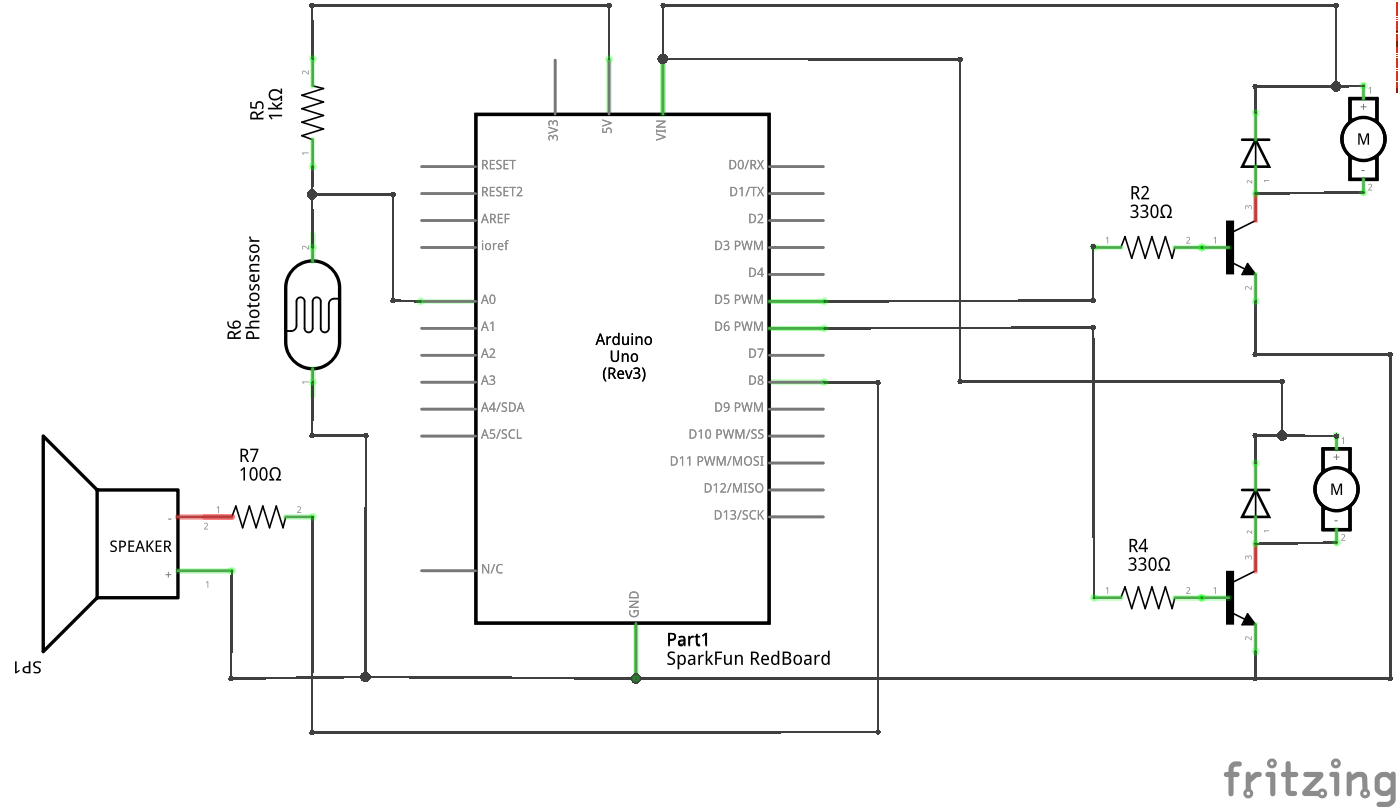 R5
1kΩ
2
1
R6
Photosensor
2
1
R7
100Ω
1
2
2
SPEAKER
-
+
1
SP1
3V3
5V
VIN
RESET
RESET2
AREF
ioref
A0
A1
A2
A3
A4/SDA
A5/SCL
N/C
D0/RX
D1/TX
D2
D3 PWM
D4
D5 PWM
D6 PWM
D7
D8
D9 PWM
D10 PWM/SS
D11 PWM/MOSI
D12/MISO
D13/SCK
Arduino
Uno
(Rev3)
GND
Part1
SparkFun RedBoard
R2
330Ω
1
2
1
3
2
2
1
1
+
M
-
2
R4
330Ω
1
2
1
3
2
2
1
1
+
M
-
2
fritzing